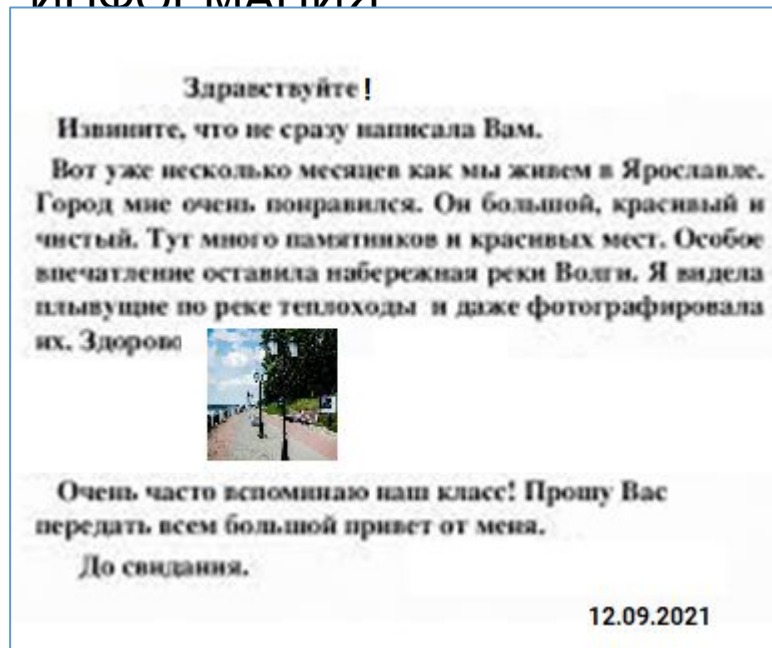 ИНФОРМАЦИЯ
Здравствуйте!
Извините, что не сразу написала Вам.
Вот уже несколько месяцев как мы живем в Ярославле.
Город мне очень понравился. Он большой, красивый и
чистый. Тут много памятников и красивых мест. Особое
впечатление оставила набережная реки Волги. Я видела
плывущие по реке теплоходы и даже фотографировала
их. Здорово
Очень часто вспоминаю наш класс! Прошу Вас
передать всем большой привет от меня.
До свидания.
12.09.2021